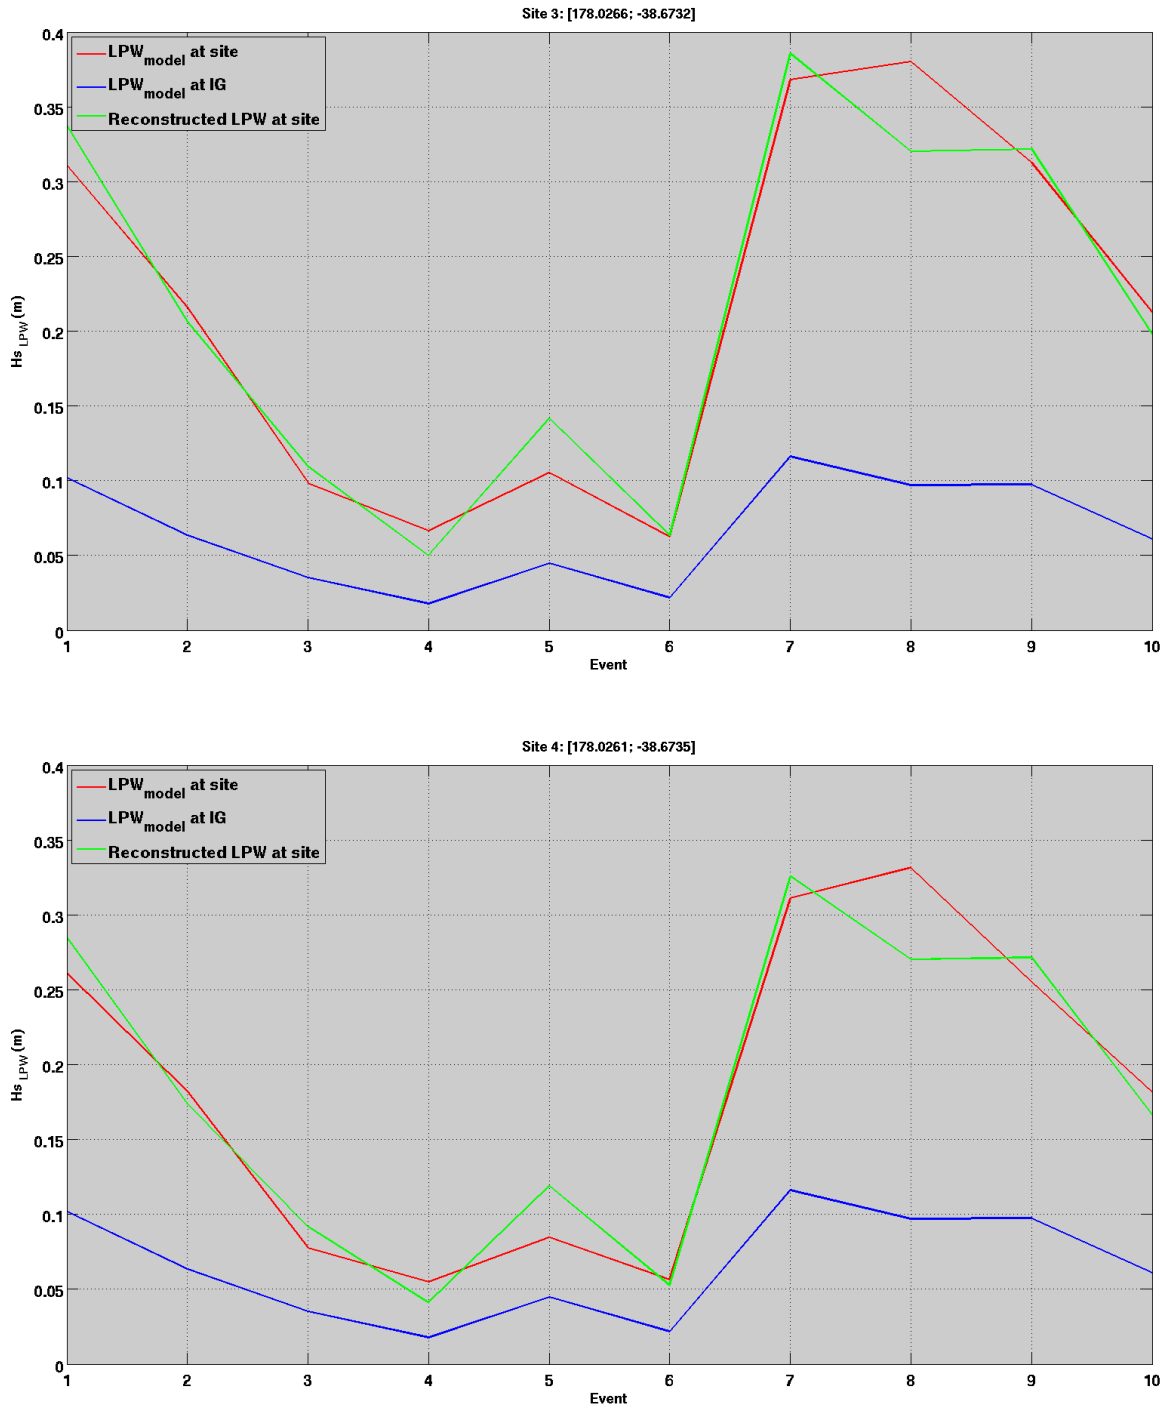 Site 3: [178.0266; -38.6732]
0.4
LPWmodel at site
LPWmodel at IG
Reconstructed LPW at site
0.35
0.3
0.25
0.2
0.15
0.1
0.05
0
Hs LPW (m)
1 2 3 4 5 6 7 8 9 10
Event
Site 4: [178.0261; -38.6735]
0.4
LPWmodel at site
LPWmodel at IG
Reconstructed LPW at site
0.35
0.3
0.25
0.2
0.15
0.1
0.05
0
Hs LPW (m)
1 2 3 4 5 6 7 8 9 10
Event